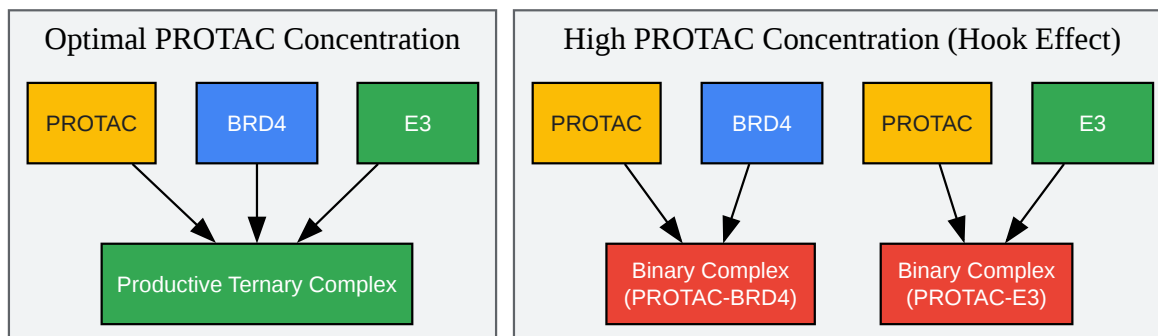 Optimal PROTAC Concentration
PROTAC
BRD4
E3
Productive Ternary Complex
High PROTAC Concentration (Hook Effect)
PROTAC
BRD4
PROTAC
E3
Binary Complex
(PROTAC-BRD4)
Binary Complex
(PROTAC-E3)